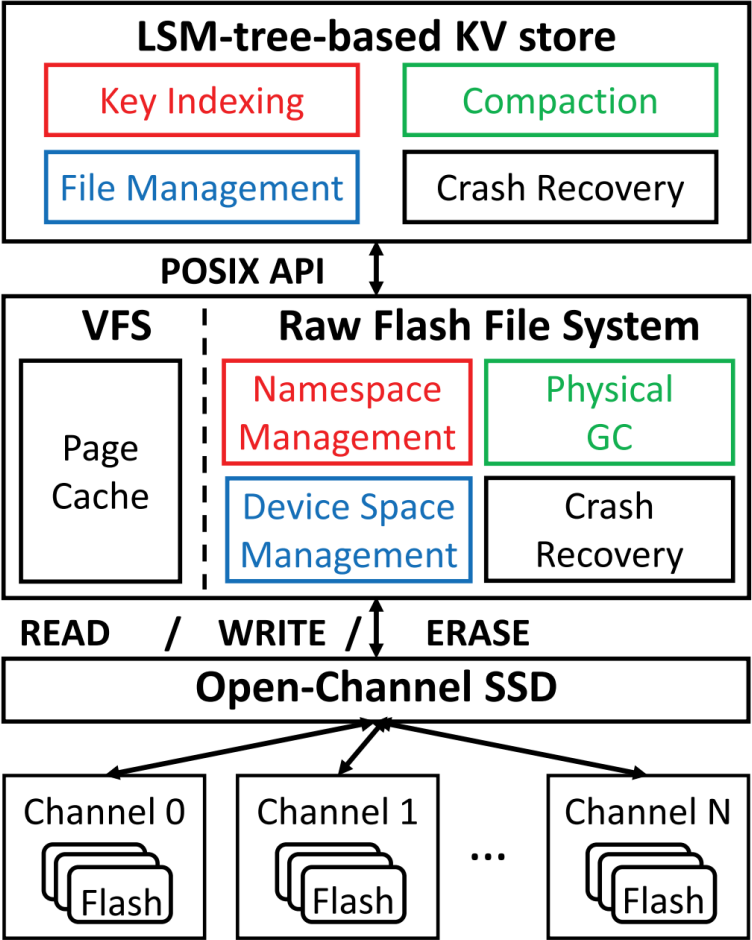 LSM-tree-based KV store
Key Indexing
Compaction
File Management
Crash Recovery
POSIX API
VFS
Raw Flash File System
Page
Cache
Namespace
Management
Physical
GC
Device Space
Management
Crash
Recovery
READ / WRITE / ERASE
Open-Channel SSD
Channel 0
Channel 1
...
Channel N
Flash
Flash
Flash